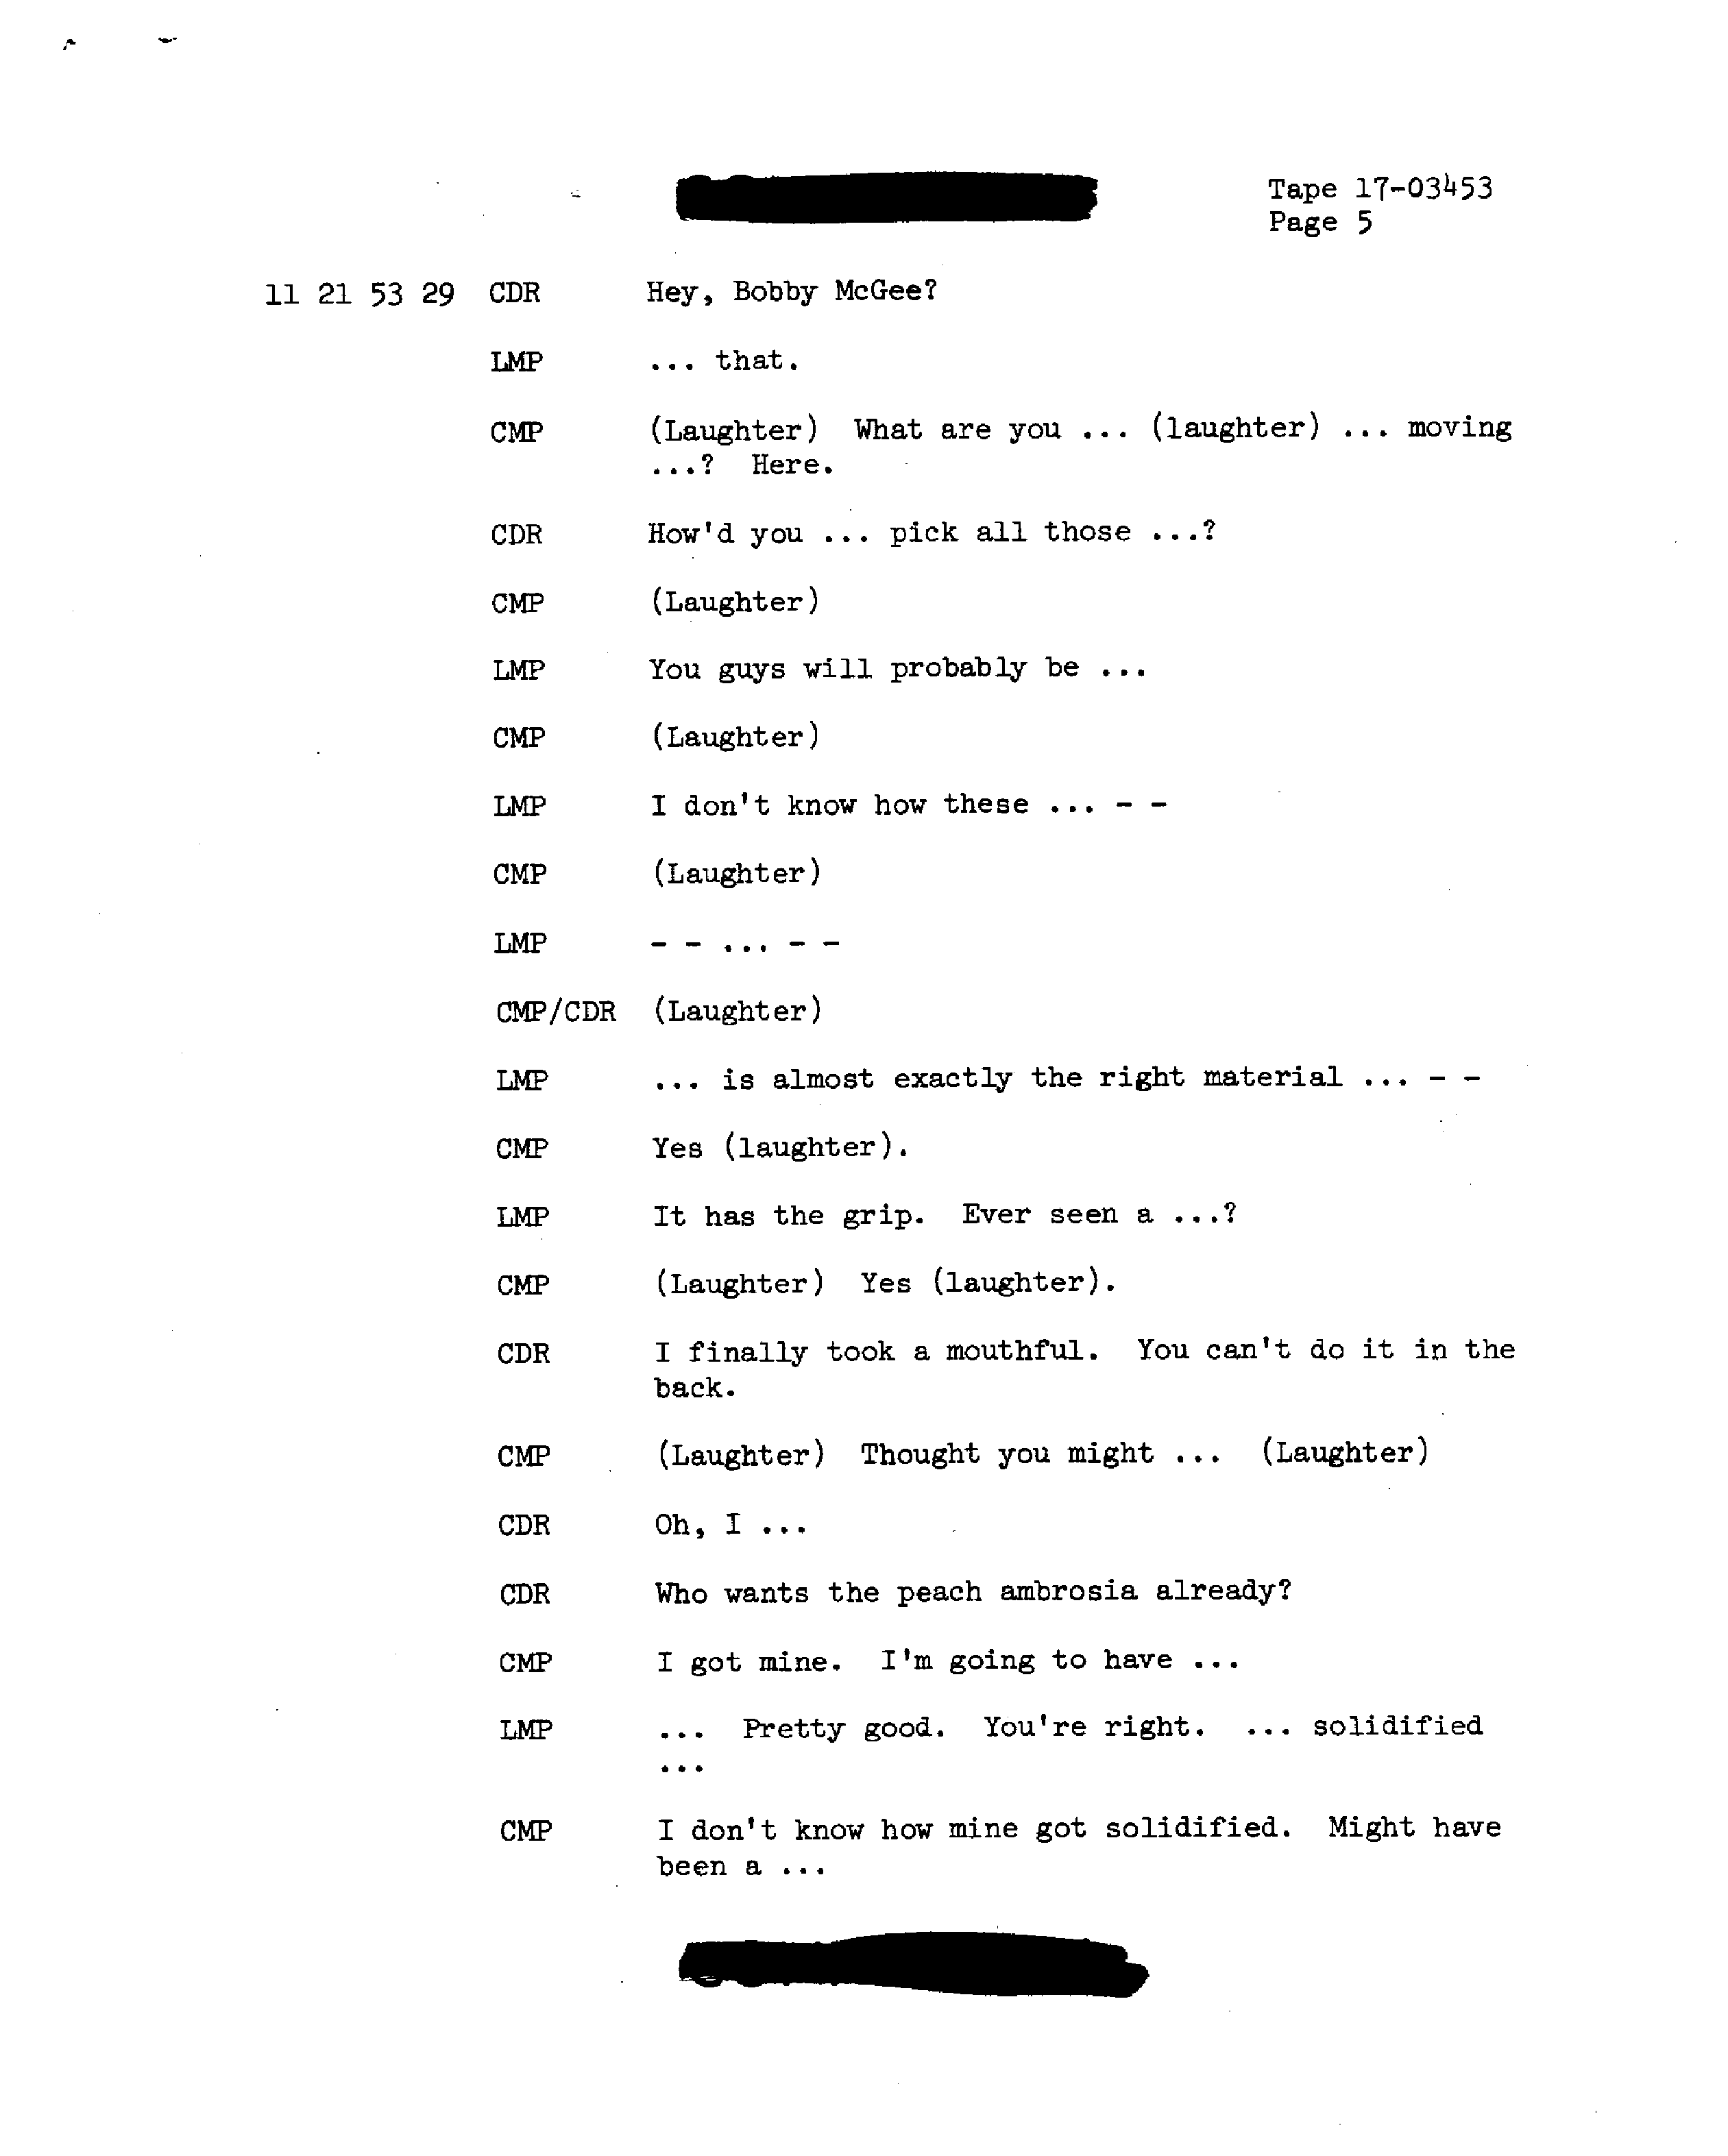 Tape 17-03453
Page 5
11 21 53 29 CDR Hey, Bobby McGee?
LMP ... that.
CMP (Laughter) What are you ... (laughter) ... moving
...? Here.
CDR How'd you ... pick all those ...?
CMP (Laughter)
LMP You guys will probably be ...
CMP (Laughter)
LMP I don't know how these ... - -
CMP (Laughter)
LMP - - ... - -
CMP/CDR (Laughter)
LMP ... is almost exactly the right material ... - -
CMP Yes (laughter).
LMP It has the grip. Ever seen a ...?
CMP (Laughter) Yes (laughter).
CDR I finally took a mouthful. You can't do it in the
back.
CMP (Laughter) Thought you might ... (Laughter)
CDR Oh, I ...
CDR Who wants the peach ambrosia already?
CMP I got mine. I'm going to have ...
LMP ... Pretty good. You're right. ... solidified
...
CMP I don't know how mine got solidified. Might have
been a ...